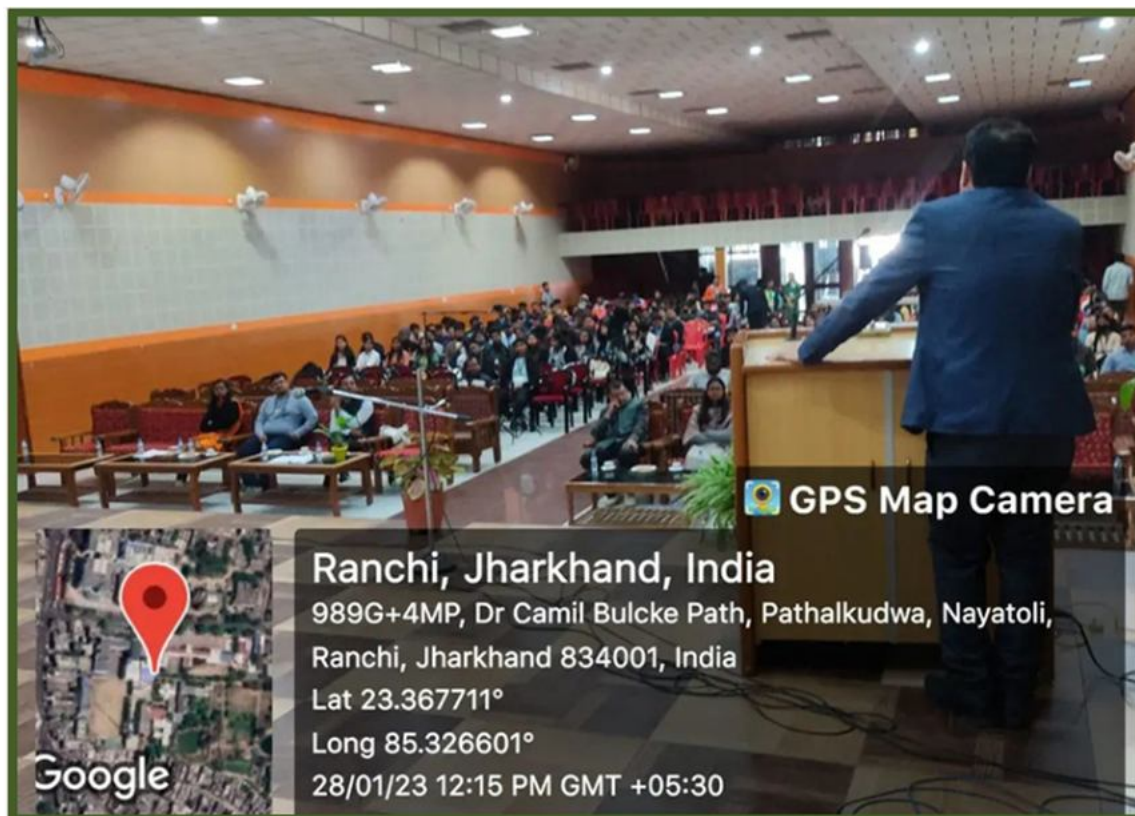 GPS Map Camera
Ranchi, Jharkhand, India
989G+4MP, Dr Camil Bulcke Path, Pathalkudwa, Nayatoli,
Ranchi, Jharkhand 834001, India
Lat 23.367711°
Long 85.326601°
28/01/23 12:15 PM GMT +05:30
Google